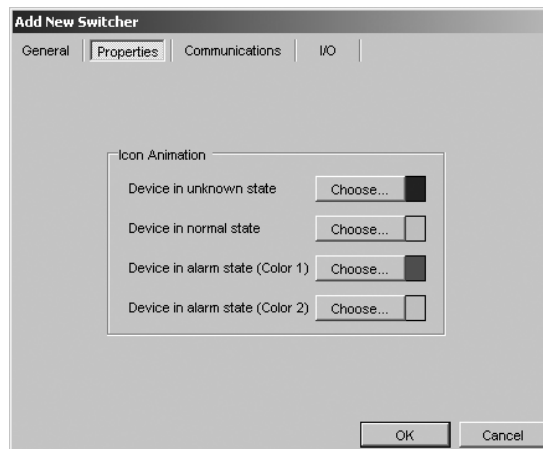 Add New Switcher
General Properties Communications I/O
Icon Animation
Device in unknown state Choose...
Device in normal state Choose...
Device in alarm state (Color 1) Choose...
Device in alarm state (Color 2) Choose...
OK Cancel